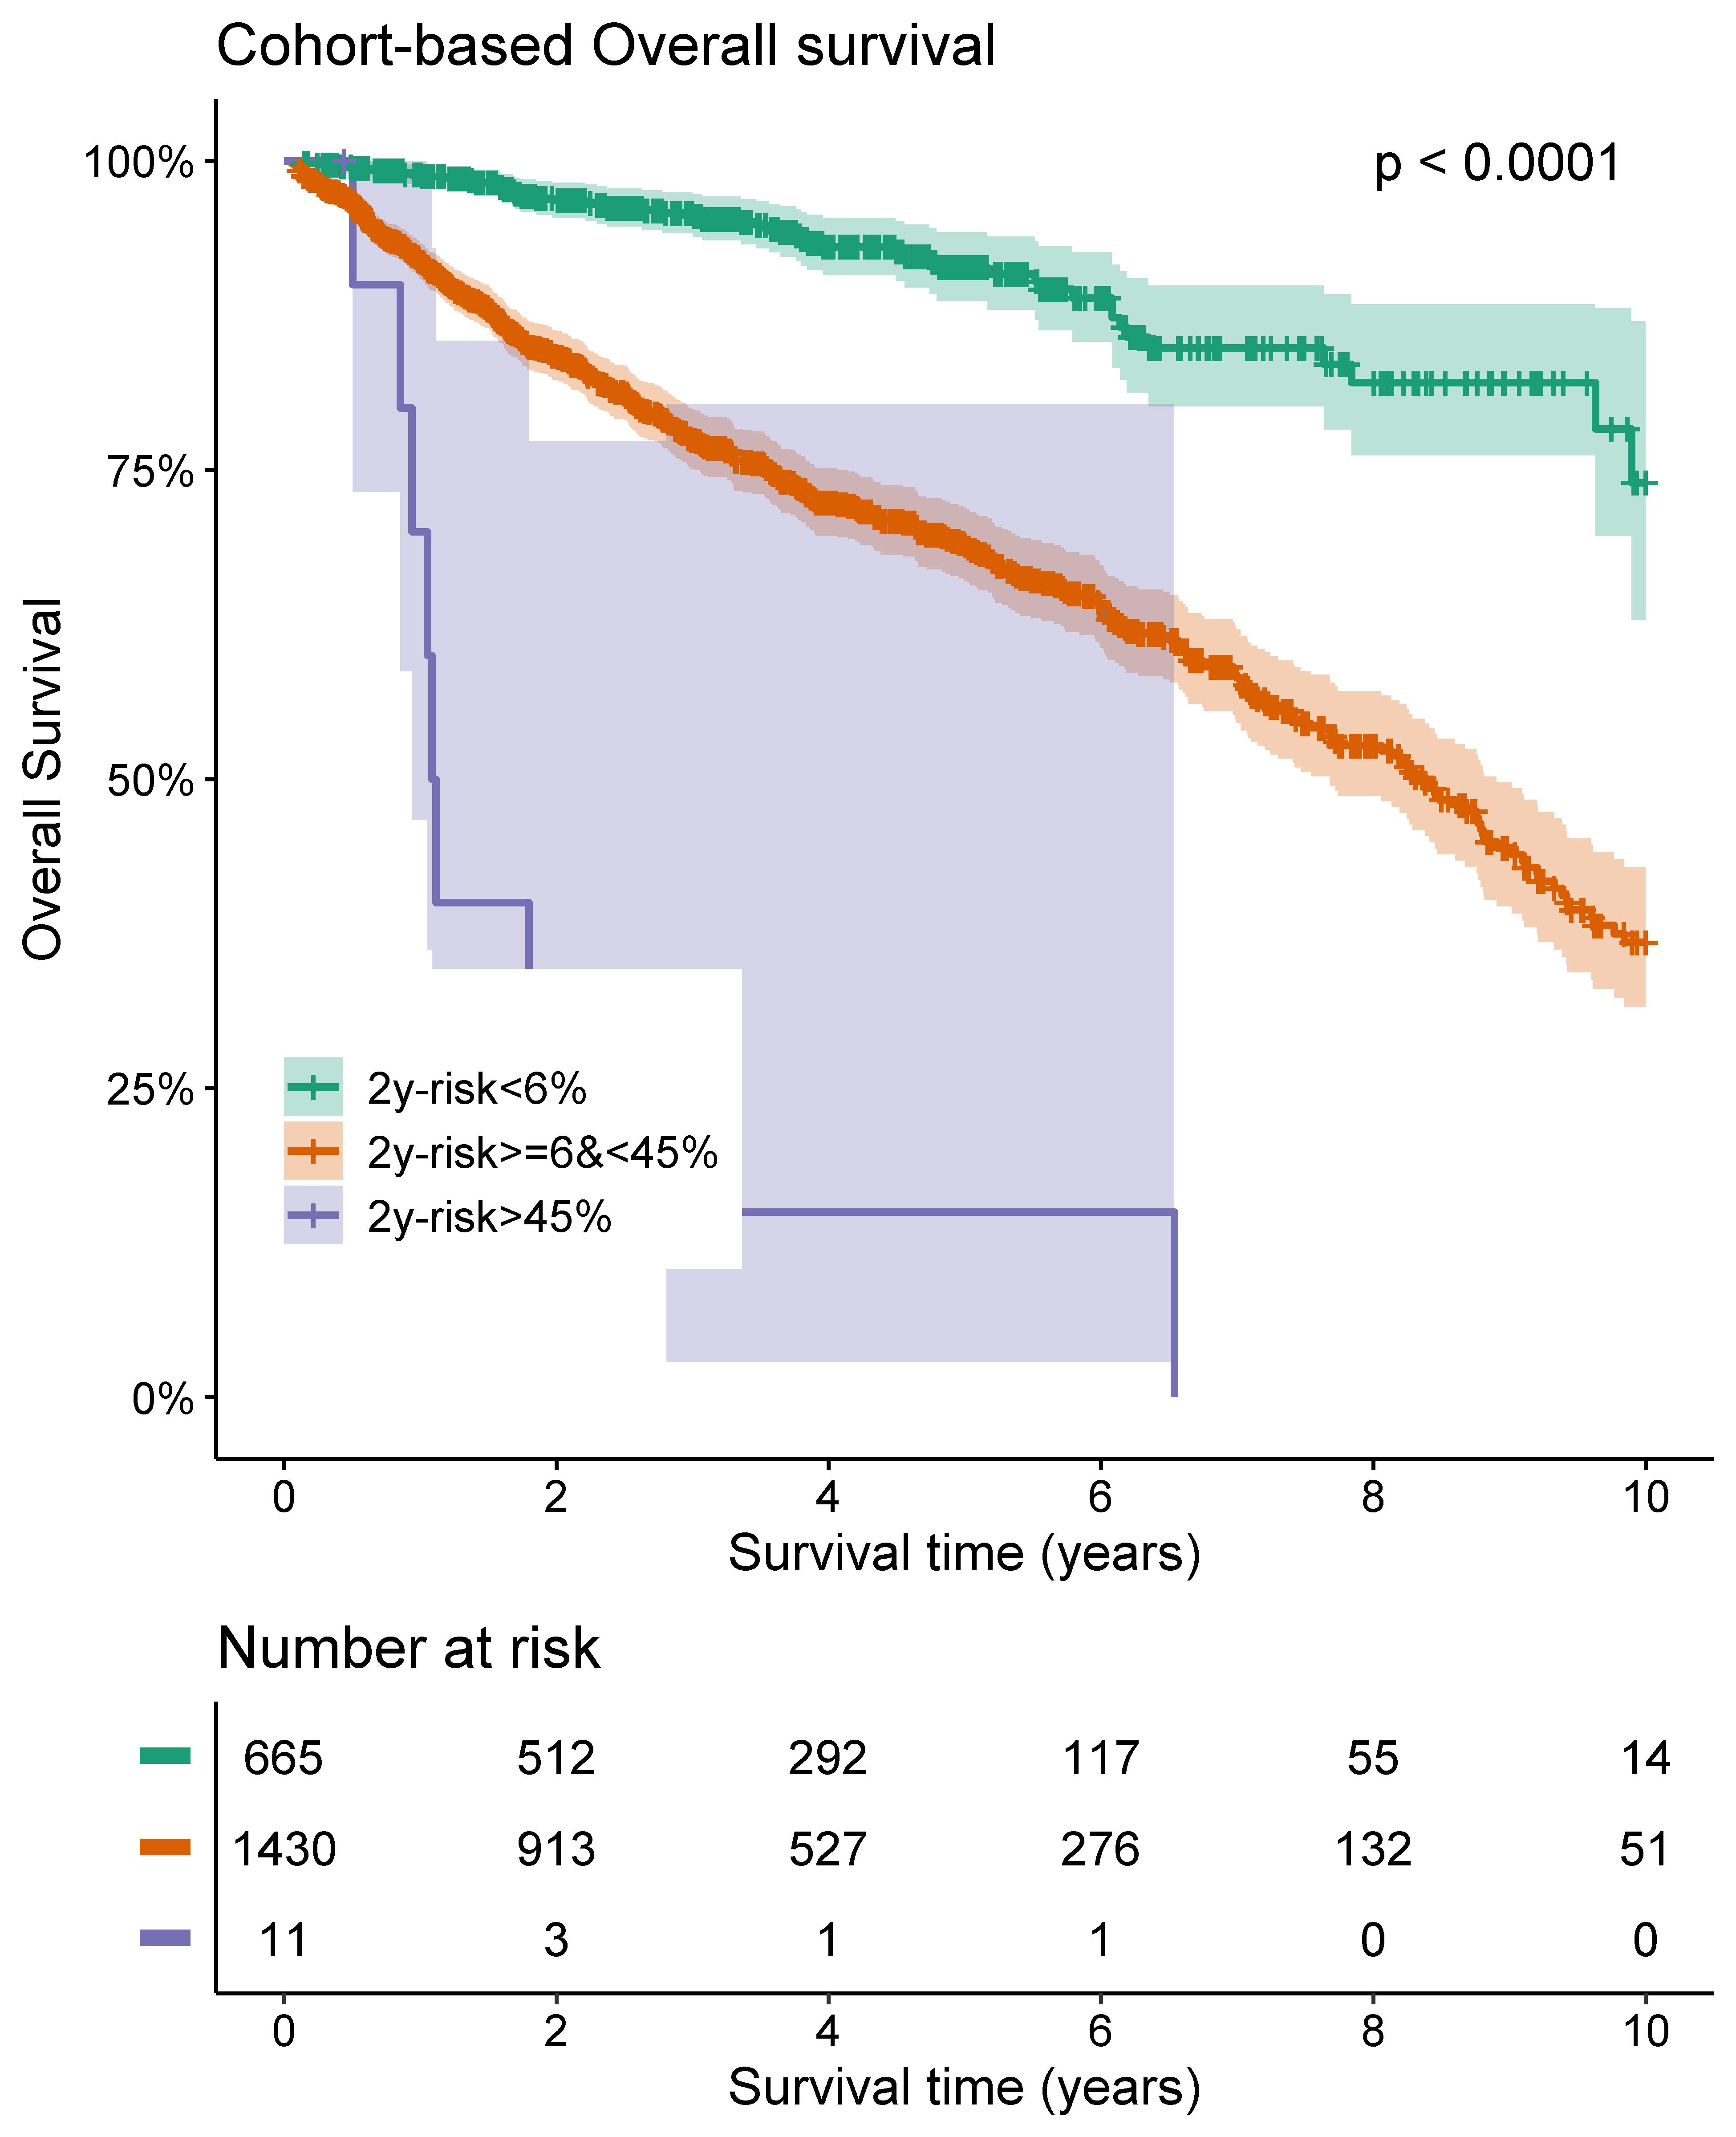 Cohort-based Overall survival
p < 0.0001
100%
75%
50%
25%
0%
Overall Survival
2y-risk<6%
2y-risk>=6&<45%
2y-risk>45%
0 2 4 6 8 10
Survival time (years)
Number at risk
665 512 292 117 55 14
1430 913 527 276 132 51
11 3 1 1 0 0
0 2 4 6 8 10
Survival time (years)